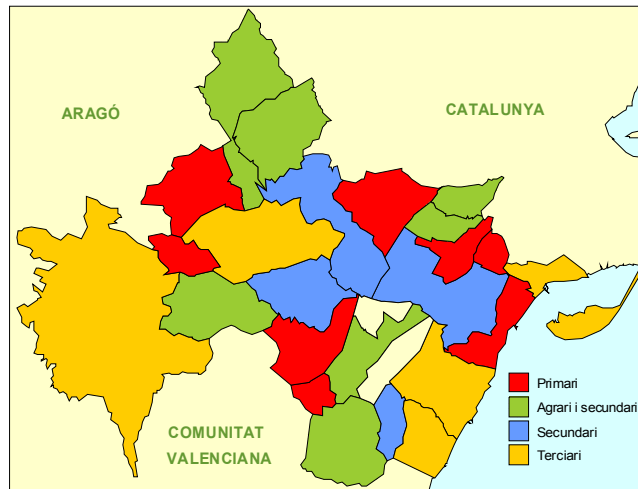 ARAGÓ
CATALUNYA
COMUNITAT
VALENCIANA
Primari
Agrari i secundari
Secundari
Terciari